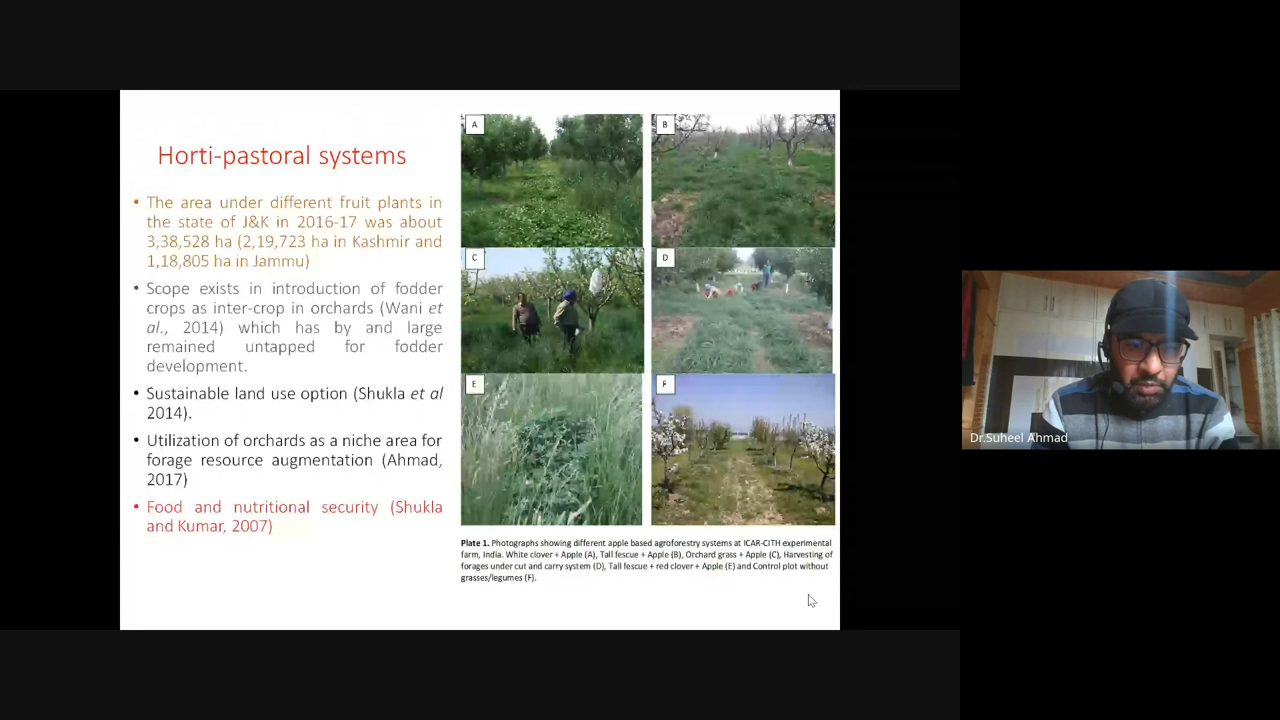 Horti-pastoral systems
• The area under different fruit plants in
the state of J&K in 2016-17 was about
3,38,528 ha (2,19,723 ha in Kashmir and
1,18,805 ha in Jammu)
• Scope exists in introduction of fodder
crops as inter-crop in orchards (Wani et
al., 2014) which has by and large
remained untapped for fodder
development.
• Sustainable land use option (Shukla et al
2014).
• Utilization of orchards as a niche area for
forage resource augmentation (Ahmad,
2017)
• Food and nutritional security (Shukla
and Kumar, 2007)
A
B
C
D
E
F
Plate 1. Photographs showing different apple based agroforestry systems at ICAR-CITH experimental
farm, India. White clover + Apple (A), Tall fescue + Apple (B), Orchard grass + Apple (C), Harvesting of
forages under cut and carry system (D), Tall fescue + red clover + Apple (E) and Control plot without
grasses/legumes (F).
Dr.Suheel Ahmad